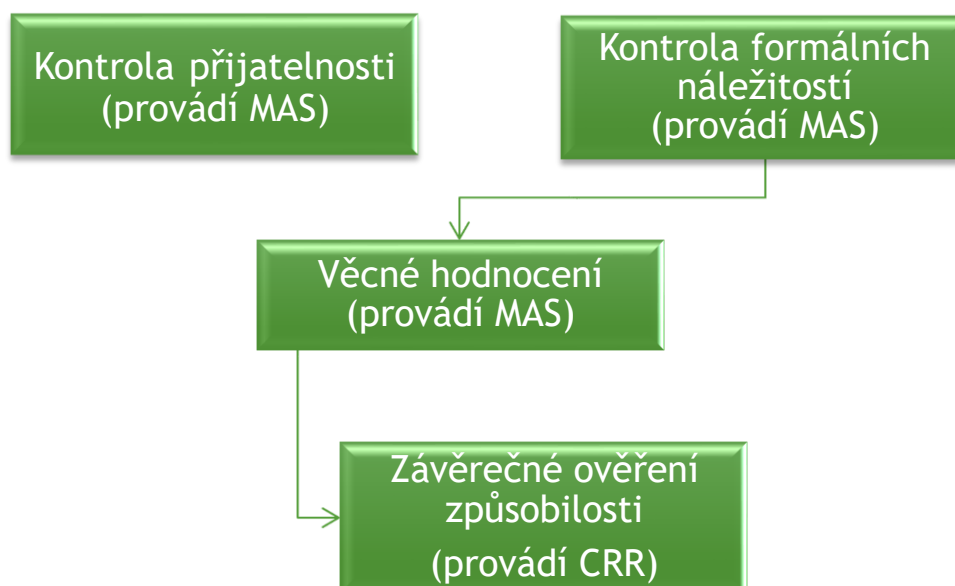 Kontrola přijatelnosti
(provádí MAS)
Kontrola formálních
náležitostí
(provádí MAS)
Věcné hodnocení
(provádí MAS)
Závěrečné ověření
způsobilosti
(provádí CRR)